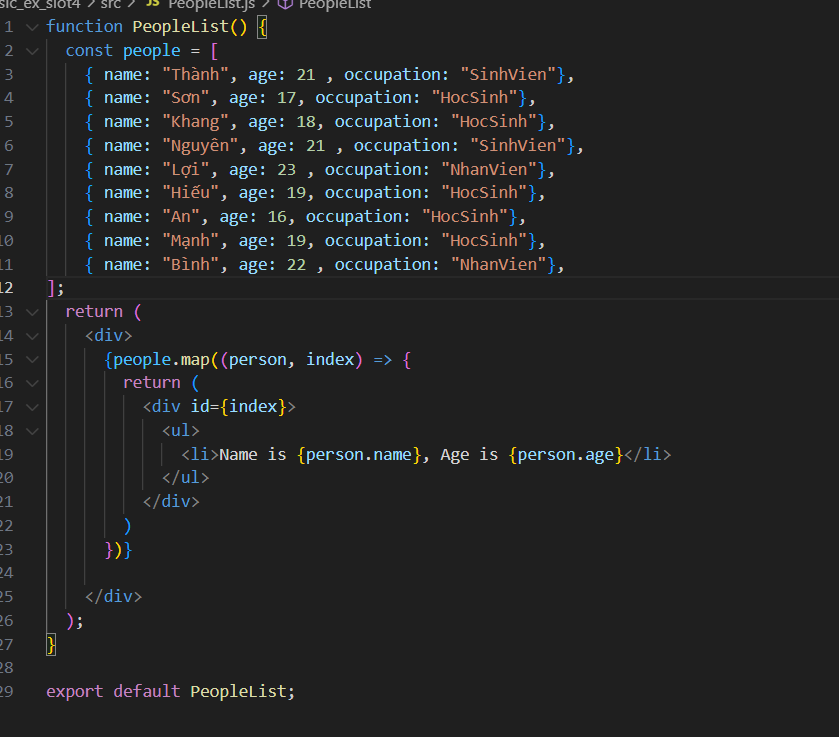 sic_ex_slot4 > src > JS PeopleList.js > PeopleList
1 function PeopleList() {
2 const people = [
3 { name: "Thành", age: 21 , occupation: "SinhVien"},
4 { name: "Sơn", age: 17, occupation: "HocSinh"},
5 { name: "Khang", age: 18, occupation: "HocSinh"},
6 { name: "Nguyên", age: 21 , occupation: "SinhVien"},
7 { name: "Lợi", age: 23 , occupation: "NhanVien"},
8 { name: "Hiếu", age: 19, occupation: "HocSinh"},
9 { name: "An", age: 16, occupation: "HocSinh"},
10 { name: "Mạnh", age: 19, occupation: "HocSinh"},
11 { name: "Bình", age: 22 , occupation: "NhanVien"},
12 ];
13 return (
14 <div>
15 {people.map((person, index) => {
16 return (
17 <div id={index}>
18 <ul>
19 <li>Name is {person.name}, Age is {person.age}</li>
20 </ul>
21 </div>
22 )
23 })}
24
25 </div>
26 );
27 }
28
29 export default PeopleList;